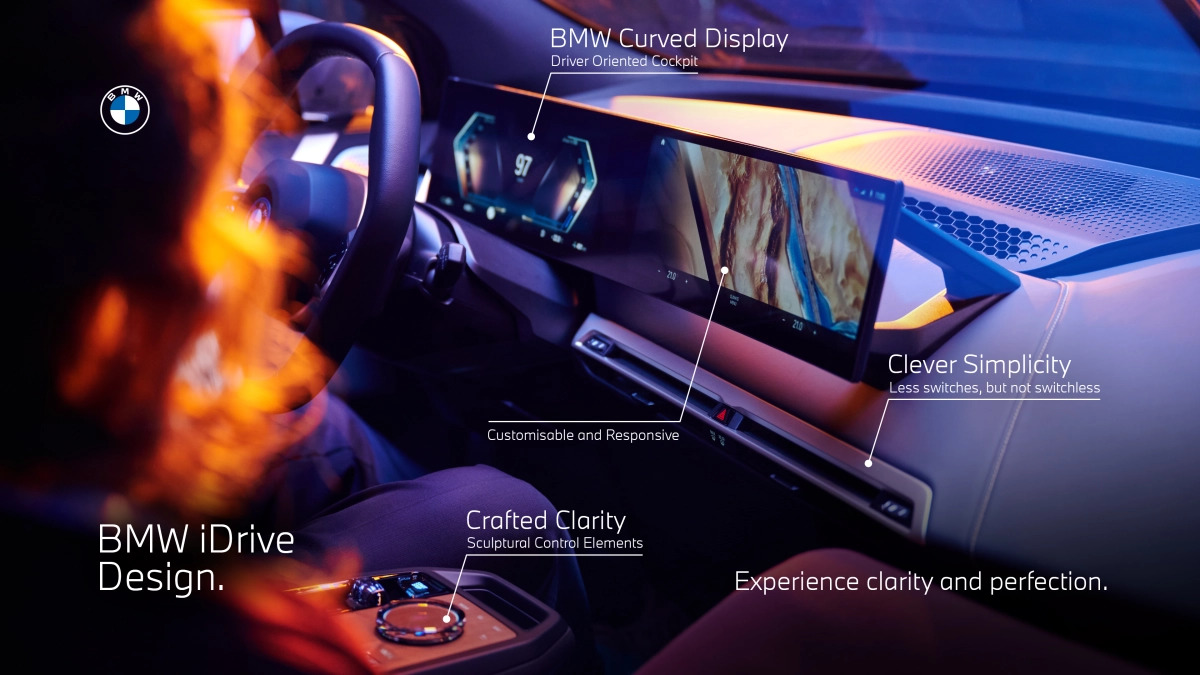 BMW Curved Display
Driver Oriented Cockpit
BMW
97
21.0
21.0
Clever Simplicity
Less switches, but not switchless
Customisable and Responsive
Crafted Clarity
Sculptural Control Elements
BMW iDrive
Design.
Experience clarity and perfection.